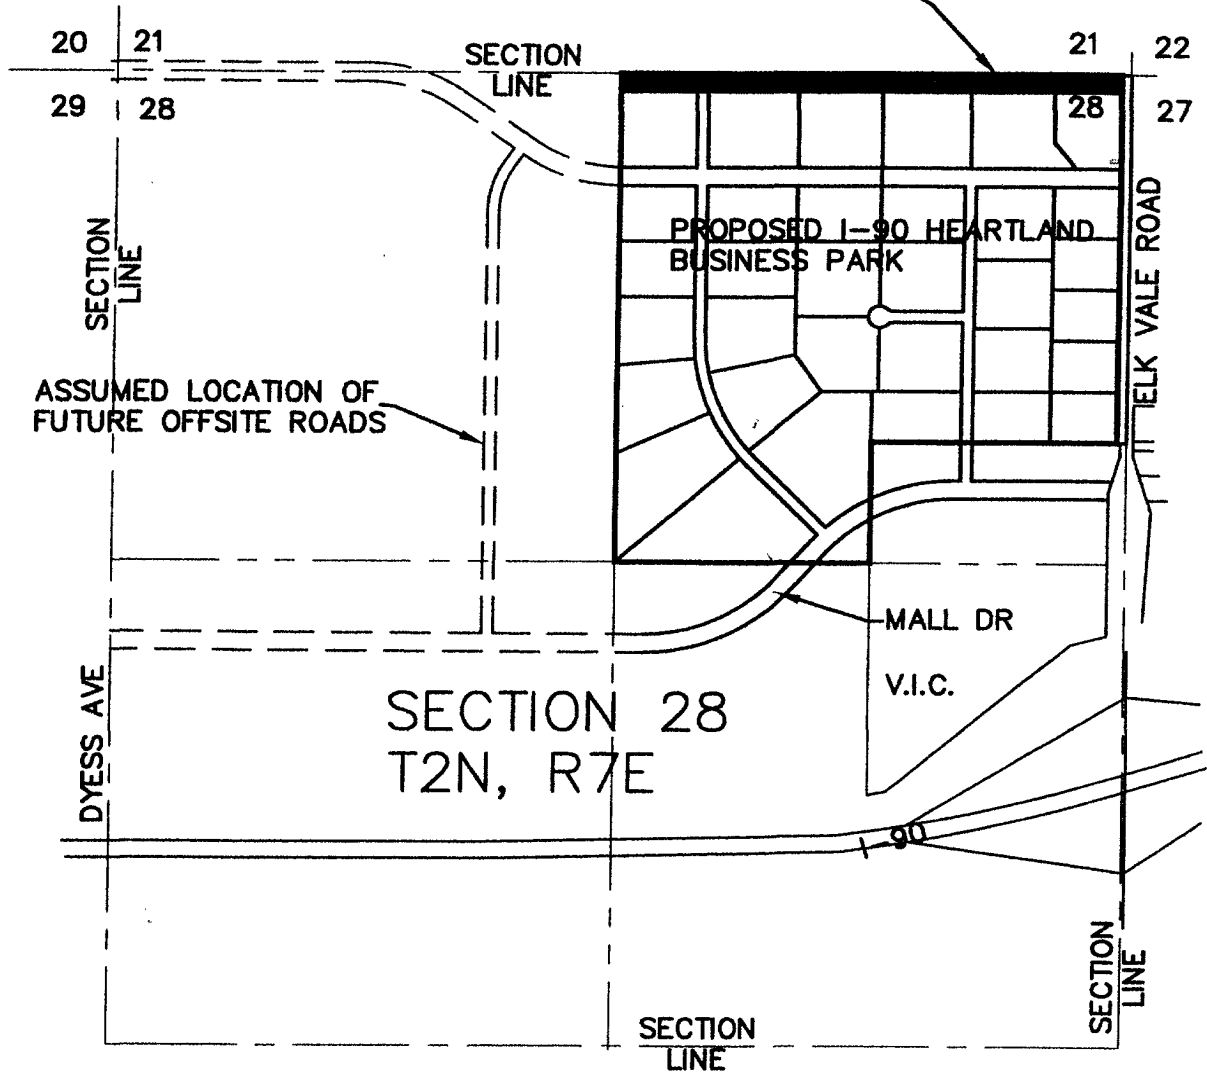 20
21
SECTION
LINE
21
22
29
28
28
27
PROPOSED I-90 HEARTLAND
BUSINESS PARK
ELK VALE ROAD
SECTION
LINE
ASSUMED LOCATION OF
FUTURE OFFSITE ROADS
MALL DR
V.I.C.
SECTION 28
T2N, R7E
DYESS AVE
I-90
SECTION
LINE
SECTION
LINE